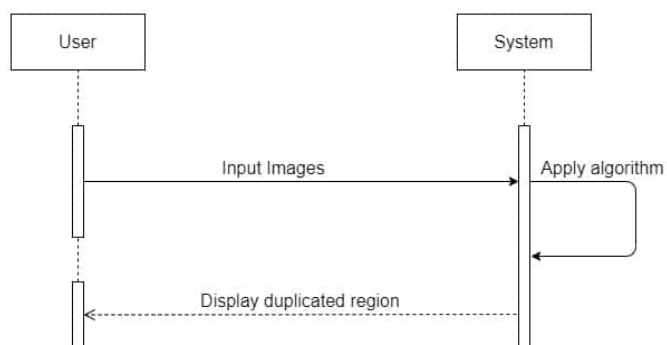 User
System
Input Images
Apply algorithm
Display duplicated region